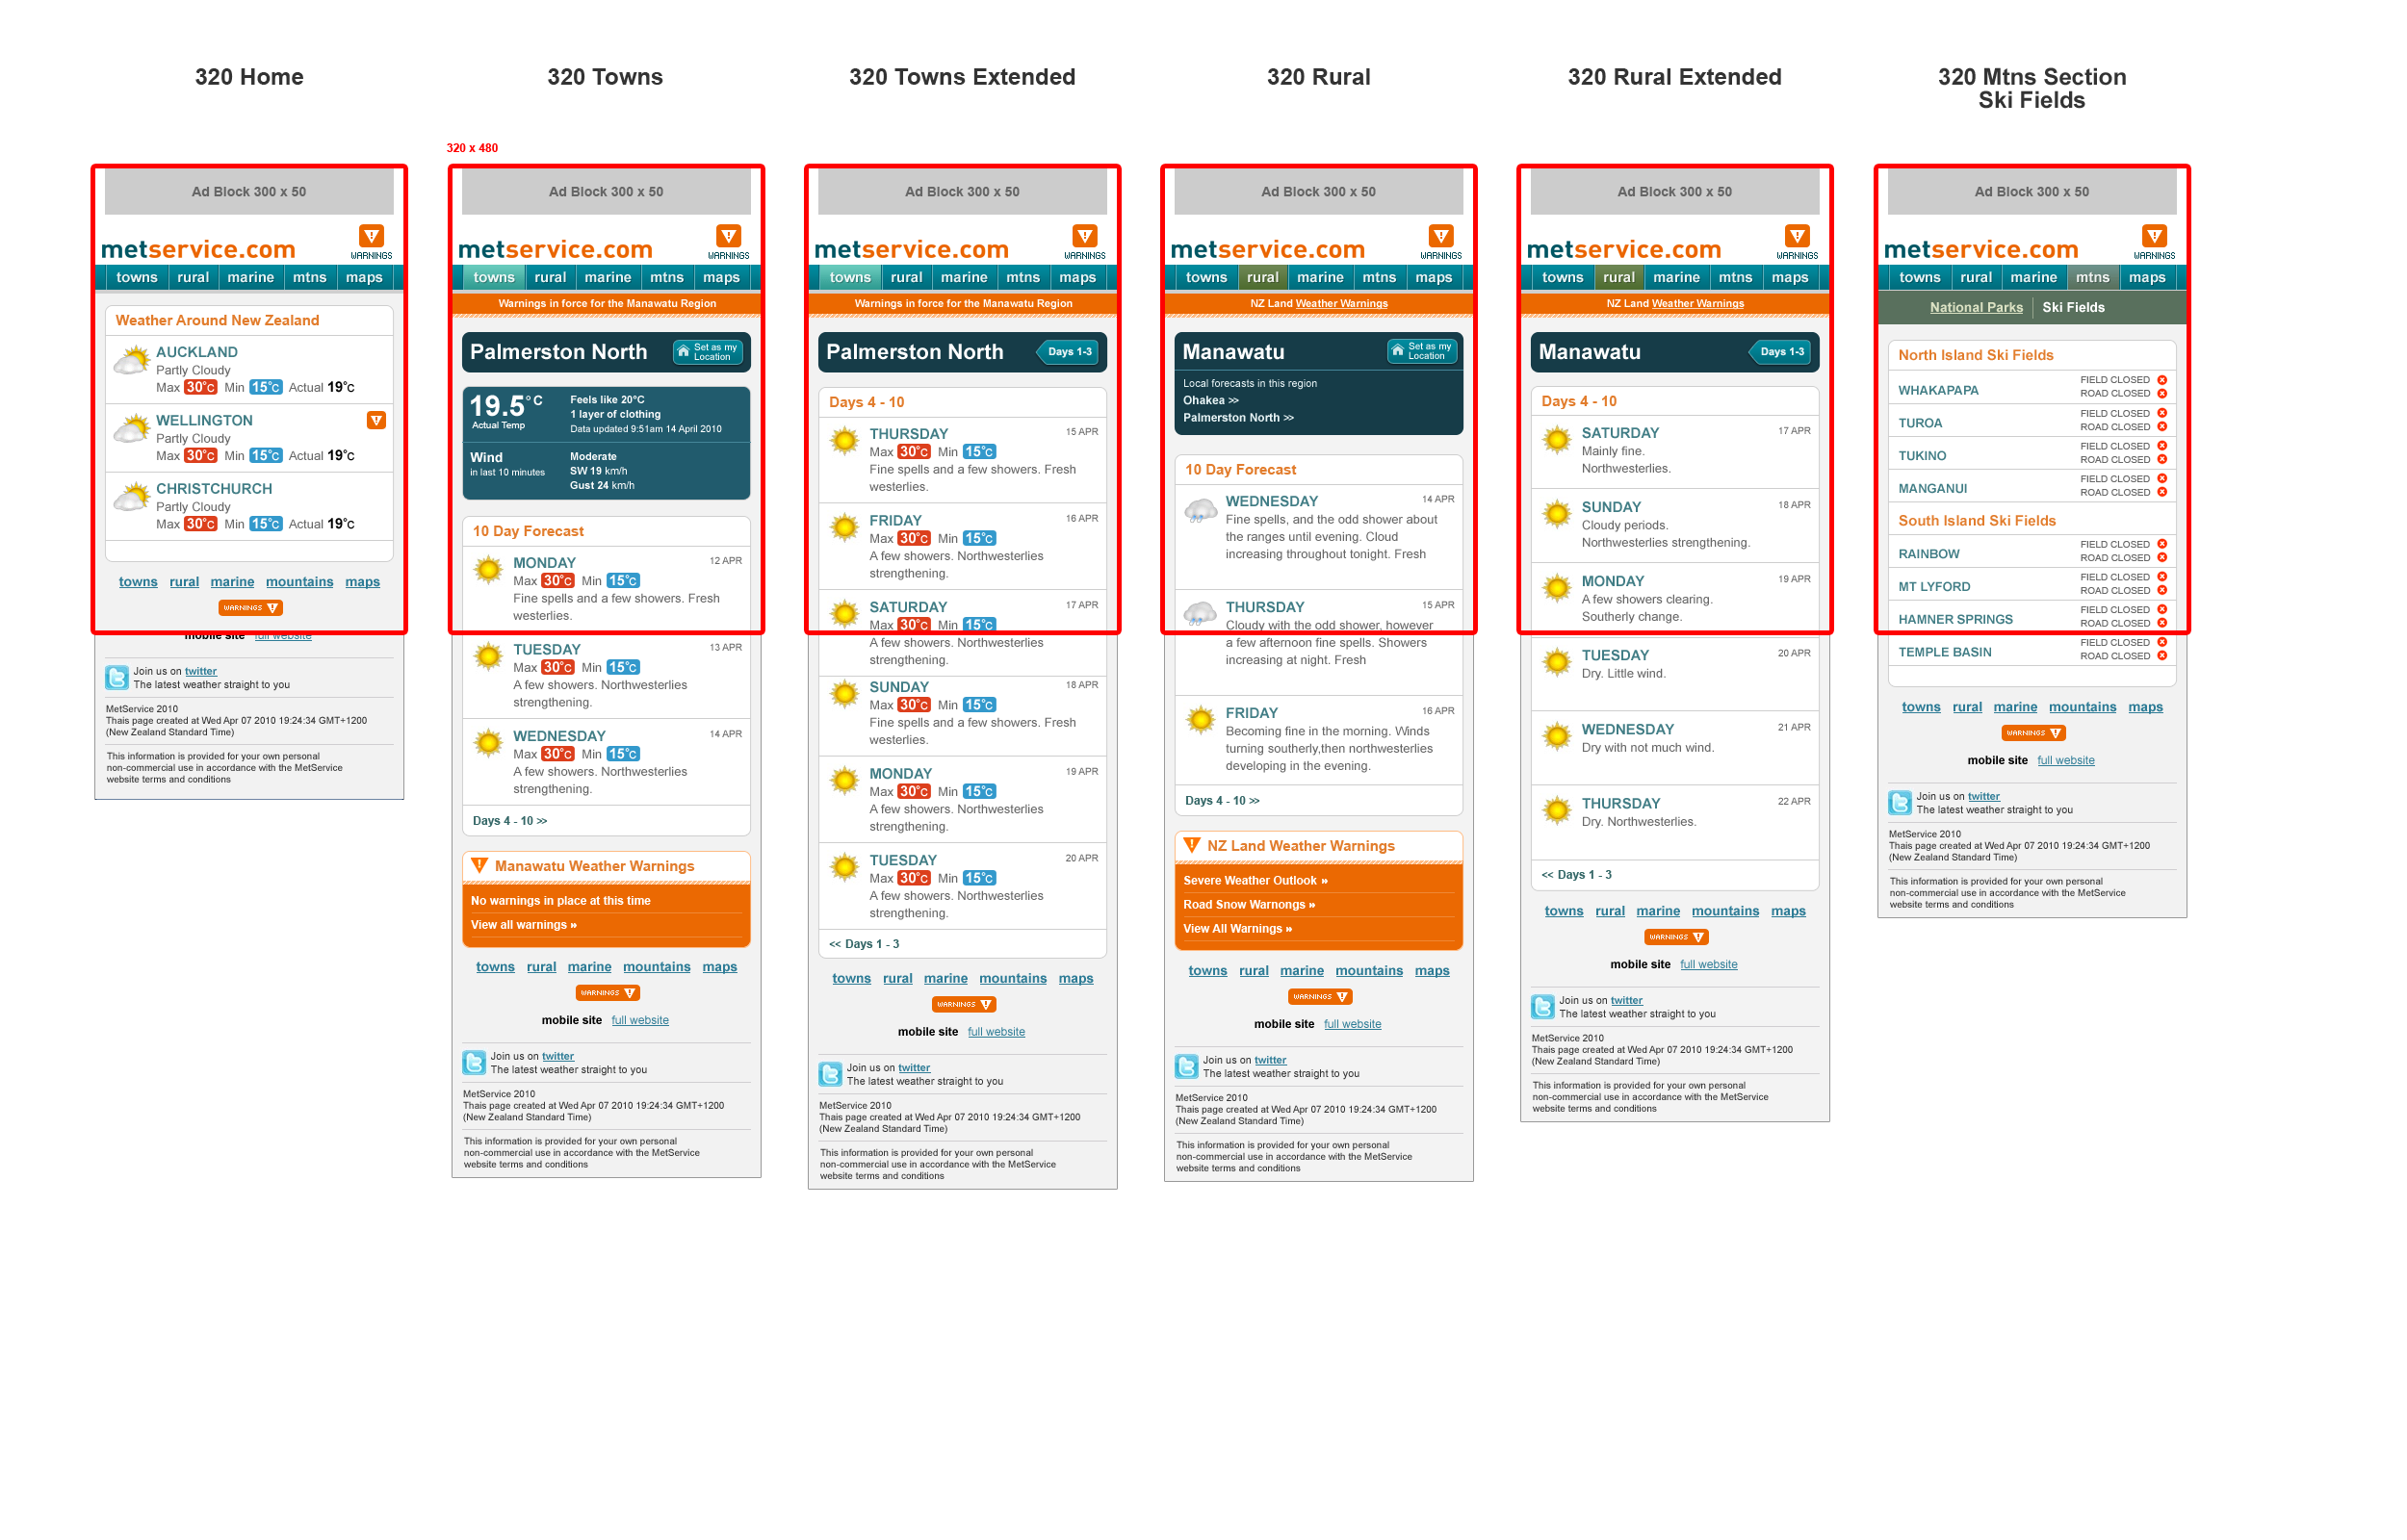 320 Home
320 Towns
320 Towns Extended
320 Rural
320 Rural Extended
320 Mtns Section
Ski Fields
320 x 480
Ad Block 300 x 50
metservice.com
WARNINGS
towns rural marine mtns maps
Weather Around New Zealand
AUCKLAND
Partly Cloudy
Max 30°C Min 15°C Actual 19°C
WELLINGTON
Partly Cloudy
Max 30°C Min 15°C Actual 19°C
CHRISTCHURCH
Partly Cloudy
Max 30°C Min 15°C Actual 19°C
towns rural marine mountains maps
WARNINGS
mobile site full website
Join us on twitter
The latest weather straight to you
MetService 2010
Thais page created at Wed Apr 07 2010 19:24:34 GMT+1200
(New Zealand Standard Time)
This information is provided for your own personal
non-commercial use in accordance with the MetService
website terms and conditions
Ad Block 300 x 50
metservice.com
WARNINGS
towns rural marine mtns maps
Warnings in force for the Manawatu Region
Palmerston North
Set as my
Location
19.5°C
Actual Temp
Feels like 20°C
1 layer of clothing
Data updated 9:51am 14 April 2010
Wind
in last 10 minutes
Moderate
SW 19 km/h
Gust 24 km/h
10 Day Forecast
MONDAY 12 APR
Max 30°C Min 15°C
Fine spells and a few showers. Fresh
westerlies.
TUESDAY 13 APR
Max 30°C Min 15°C
A few showers. Northwesterlies
strengthening.
WEDNESDAY 14 APR
Max 30°C Min 15°C
A few showers. Northwesterlies
strengthening.
Days 4 - 10 >>
Manawatu Weather Warnings
No warnings in place at this time
View all warnings »
towns rural marine mountains maps
WARNINGS
mobile site full website
Join us on twitter
The latest weather straight to you
MetService 2010
Thais page created at Wed Apr 07 2010 19:24:34 GMT+1200
(New Zealand Standard Time)
This information is provided for your own personal
non-commercial use in accordance with the MetService
website terms and conditions
Ad Block 300 x 50
metservice.com
WARNINGS
towns rural marine mtns maps
Warnings in force for the Manawatu Region
Palmerston North
Days 1-3
Days 4 - 10
THURSDAY 15 APR
Max 30°C Min 15°C
Fine spells and a few showers. Fresh
westerlies.
FRIDAY 16 APR
Max 30°C Min 15°C
A few showers. Northwesterlies
strengthening.
SATURDAY 17 APR
Max 30°C Min 15°C
A few showers. Northwesterlies
strengthening.
SUNDAY 18 APR
Max 30°C Min 15°C
Fine spells and a few showers. Fresh
westerlies.
MONDAY 19 APR
Max 30°C Min 15°C
A few showers. Northwesterlies
strengthening.
TUESDAY 20 APR
Max 30°C Min 15°C
A few showers. Northwesterlies
strengthening.
<< Days 1 - 3
towns rural marine mountains maps
WARNINGS
mobile site full website
Join us on twitter
The latest weather straight to you
MetService 2010
Thais page created at Wed Apr 07 2010 19:24:34 GMT+1200
(New Zealand Standard Time)
This information is provided for your own personal
non-commercial use in accordance with the MetService
website terms and conditions
Ad Block 300 x 50
metservice.com
WARNINGS
towns rural marine mtns maps
NZ Land Weather Warnings
Manawatu
Set as my
Location
Local forecasts in this region
Ohakea >>
Palmerston North >>
10 Day Forecast
WEDNESDAY 14 APR
Fine spells, and the odd shower about
the ranges until evening. Cloud
increasing throughout tonight. Fresh
THURSDAY 15 APR
Cloudy with the odd shower, however
a few afternoon fine spells. Showers
increasing at night. Fresh
FRIDAY 16 APR
Becoming fine in the morning. Winds
turning southerly,then northwesterlies
developing in the evening.
Days 4 - 10 >>
NZ Land Weather Warnings
Severe Weather Outlook »
Road Snow Warnongs »
View All Warnings »
towns rural marine mountains maps
WARNINGS
mobile site full website
Join us on twitter
The latest weather straight to you
MetService 2010
Thais page created at Wed Apr 07 2010 19:24:34 GMT+1200
(New Zealand Standard Time)
This information is provided for your own personal
non-commercial use in accordance with the MetService
website terms and conditions
Ad Block 300 x 50
metservice.com
WARNINGS
towns rural marine mtns maps
NZ Land Weather Warnings
Manawatu
Days 1-3
Days 4 - 10
SATURDAY 17 APR
Mainly fine.
Northwesterlies.
SUNDAY 18 APR
Cloudy periods.
Northwesterlies strengthening.
MONDAY 19 APR
A few showers clearing.
Southerly change.
TUESDAY 20 APR
Dry. Little wind.
WEDNESDAY 21 APR
Dry with not much wind.
THURSDAY 22 APR
Dry. Northwesterlies.
<< Days 1 - 3
towns rural marine mountains maps
WARNINGS
mobile site full website
Join us on twitter
The latest weather straight to you
MetService 2010
Thais page created at Wed Apr 07 2010 19:24:34 GMT+1200
(New Zealand Standard Time)
This information is provided for your own personal
non-commercial use in accordance with the MetService
website terms and conditions
Ad Block 300 x 50
metservice.com
WARNINGS
towns rural marine mtns maps
National Parks Ski Fields
North Island Ski Fields
WHAKAPAPA
FIELD CLOSED
ROAD CLOSED
TUROA
FIELD CLOSED
ROAD CLOSED
TUKINO
FIELD CLOSED
ROAD CLOSED
MANGANUI
FIELD CLOSED
ROAD CLOSED
South Island Ski Fields
RAINBOW
FIELD CLOSED
ROAD CLOSED
MT LYFORD
FIELD CLOSED
ROAD CLOSED
HAMNER SPRINGS
FIELD CLOSED
ROAD CLOSED
TEMPLE BASIN
FIELD CLOSED
ROAD CLOSED
towns rural marine mountains maps
WARNINGS
mobile site full website
Join us on twitter
The latest weather straight to you
MetService 2010
Thais page created at Wed Apr 07 2010 19:24:34 GMT+1200
(New Zealand Standard Time)
This information is provided for your own personal
non-commercial use in accordance with the MetService
website terms and conditions